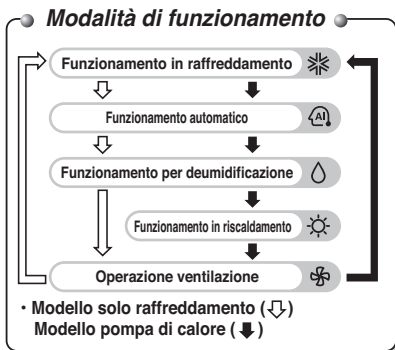 Modalità di funzionamento
Funzionamento in raffreddamento
Funzionamento automatico
AI
Funzionamento per deumidificazione
Funzionamento in riscaldamento
Operazione ventilazione
· Modello solo raffreddamento (⇩)
Modello pompa di calore (⬇)